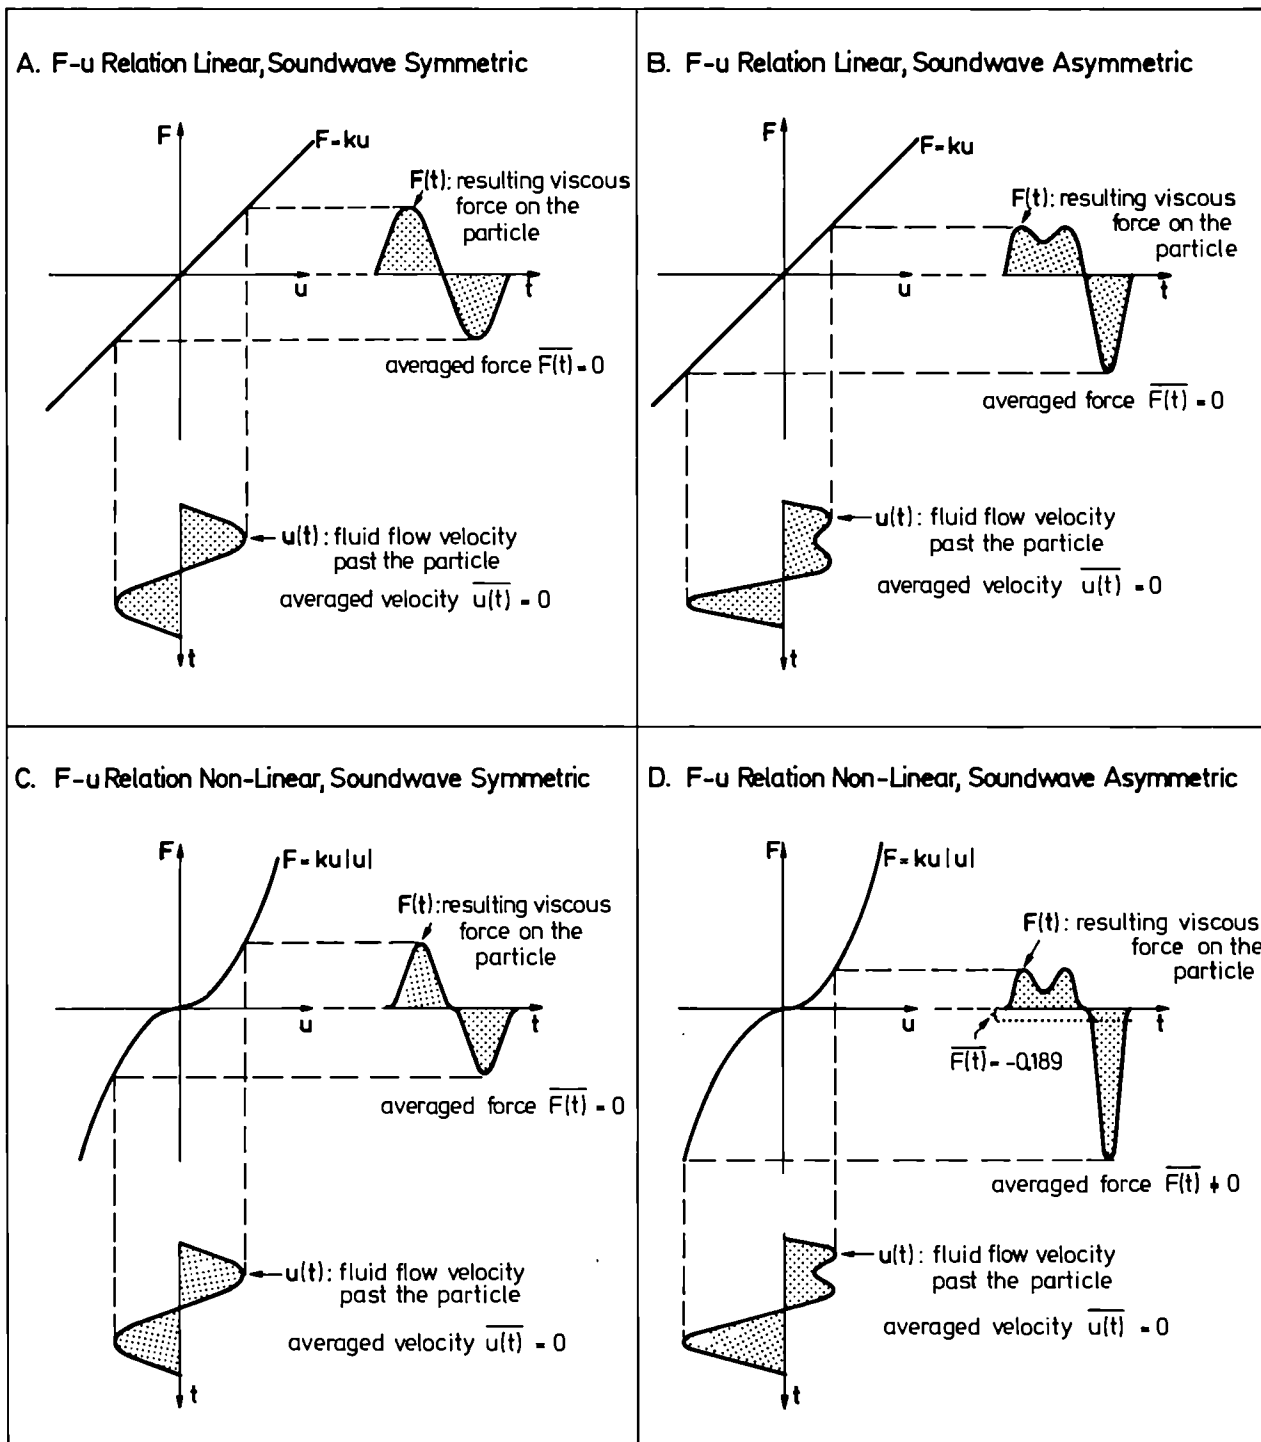 A. F-u Relation Linear, Soundwave Symmetric
F
F=ku
F(t): resulting viscous
force on the
particle
u
t
averaged force F(t) = 0
u(t): fluid flow velocity
past the particle
averaged velocity u(t) = 0
t
B. F-u Relation Linear, Soundwave Asymmetric
F
F=ku
F(t): resulting viscous
force on the
particle
u
t
averaged force F(t) = 0
u(t): fluid flow velocity
past the particle
averaged velocity u(t) = 0
t
C. F-u Relation Non-Linear, Soundwave Symmetric
F
F=ku|u|
F(t): resulting viscous
force on the
particle
u
t
averaged force F(t) = 0
u(t): fluid flow velocity
past the particle
averaged velocity u(t) = 0
t
D. F-u Relation Non-Linear, Soundwave Asymmetric
F
F=ku|u|
F(t): resulting viscous
force on the
particle
u
t
F(t) = -0.189
averaged force F(t) ≠ 0
u(t): fluid flow velocity
past the particle
averaged velocity u(t) = 0
t